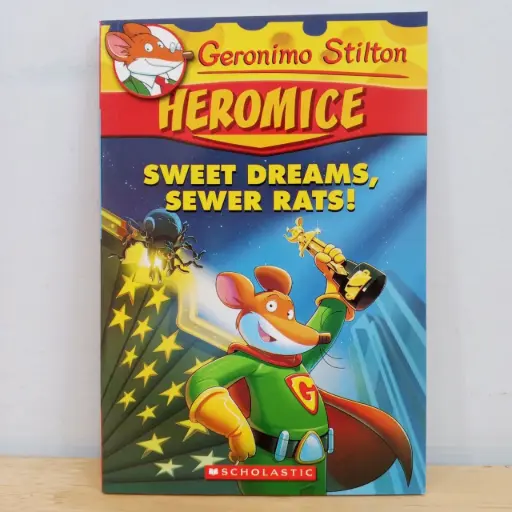 Geronimo Stilton
HEROMICE
SWEET DREAMS,
SEWER RATS!
G
SCHOLASTIC